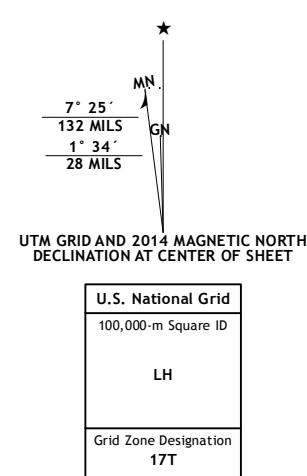 MN
7° 25´
132 MILS
GN
1° 34´
28 MILS
UTM GRID AND 2014 MAGNETIC NORTH
DECLINATION AT CENTER OF SHEET
U.S. National Grid
100,000-m Square ID
LH
Grid Zone Designation
17T